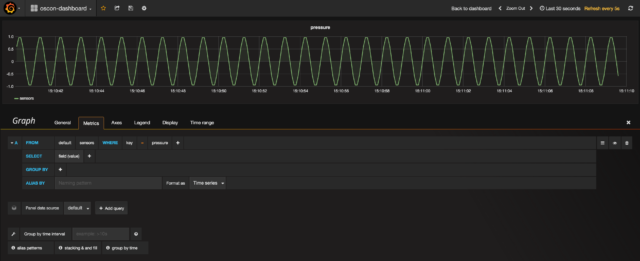 oscon-dashboard
Back to dashboard Zoom Out Last 30 seconds Refresh every 5s
pressure
1.0
0.5
0
-0.5
-1.0
15:10:42 15:10:44 15:10:46 15:10:48 15:10:50 15:10:52 15:10:54 15:10:56 15:10:58 15:11:00 15:11:02 15:11:04 15:11:06 15:11:08 15:11:10
sensors
Graph General Metrics Axes Legend Display Time range
A FROM default sensors WHERE key = pressure +
SELECT field (value) +
GROUP BY +
ALIAS BY Naming pattern Format as Time series
Panel data source default + Add query
Group by time interval
alias patterns stacking & and fill group by time